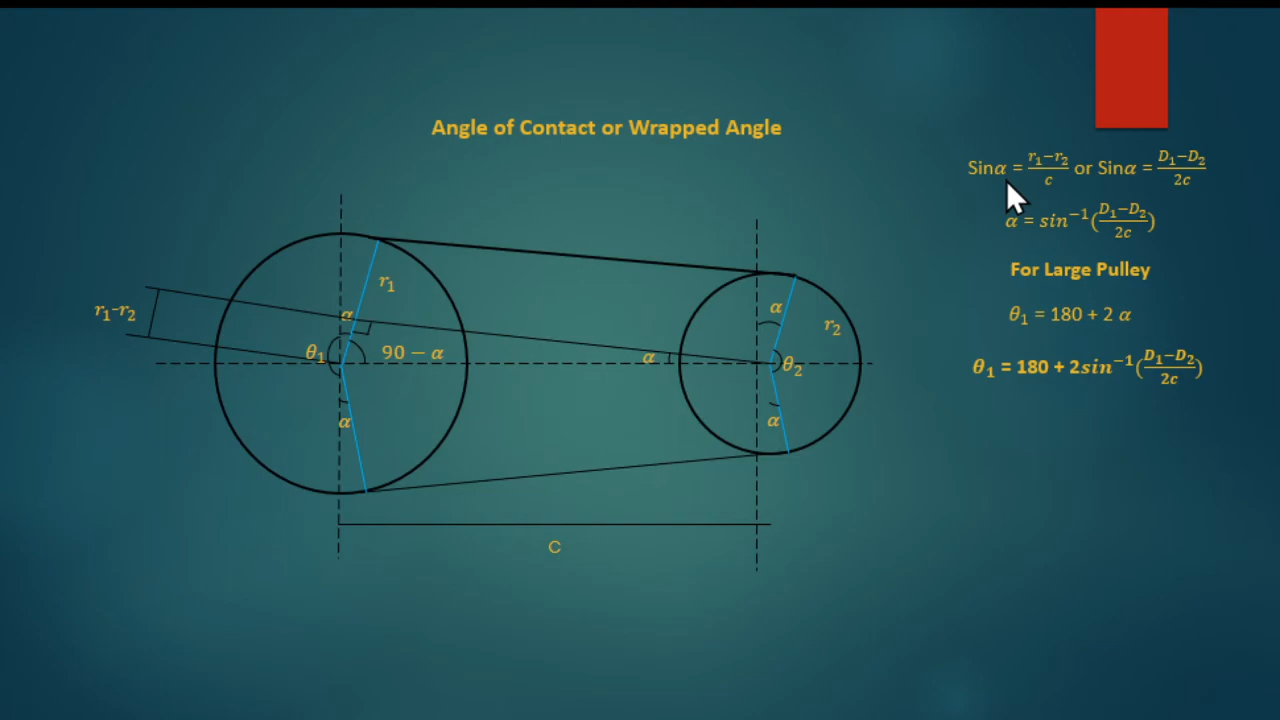 Angle of Contact or Wrapped Angle
Sinα = r₁−r₂/c or Sinα = D₁−D₂/2c
α = sin⁻¹(D₁−D₂/2c)
For Large Pulley
θ₁ = 180 + 2 α
θ₁ = 180 + 2sin⁻¹(D₁−D₂/2c)
r₁
α
r₂
r₁-r₂
α
θ₁
90 − α
α
θ₂
α
α
C